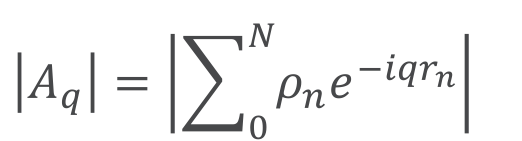 |A_q| = |∑_0^N ρ_n e^{-iqr_n}|